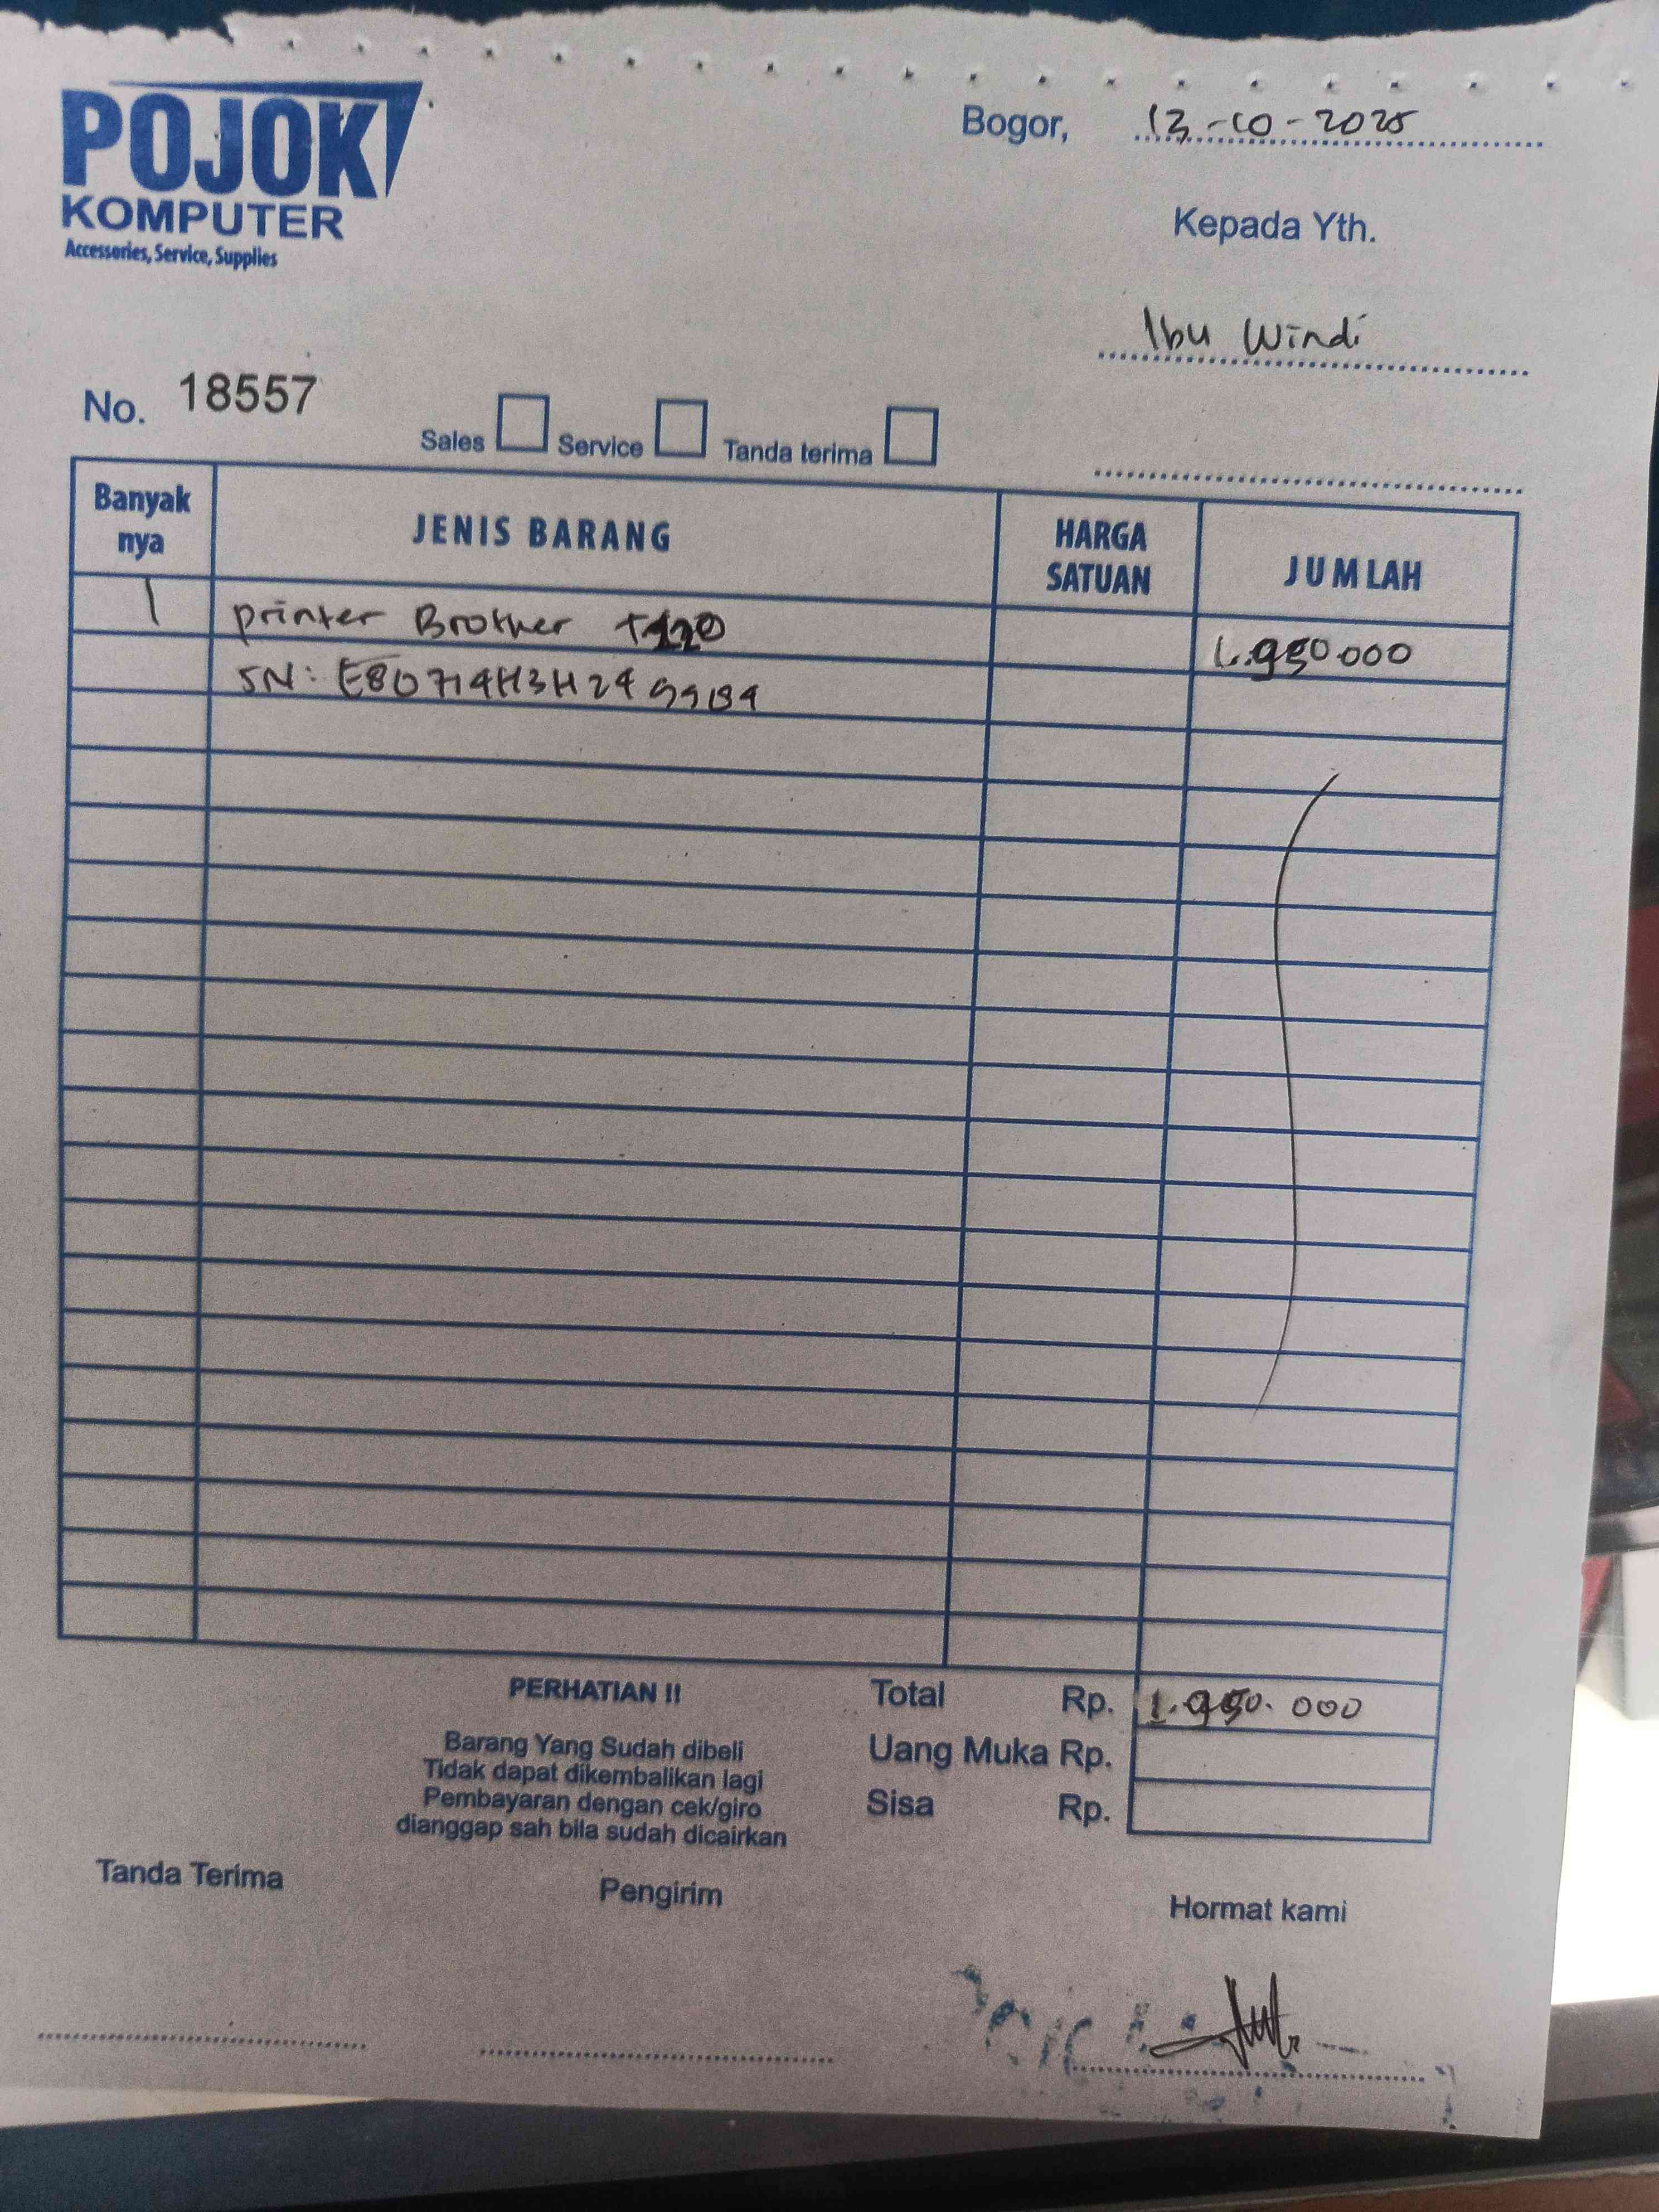 POJOK
KOMPUTER
Accessories, Service, Supplies
Bogor, 13-10-2025
Kepada Yth.
Ibu Windi
No. 18557
Sales Service Tanda terima
Banyak nya JENIS BARANG HARGA SATUAN JUMLAH
1 printer Brother 1.950.000
SN:
PERHATIAN !!
Barang Yang Sudah dibeli
Tidak dapat dikembalikan lagi
Pembayaran dengan cek/giro
dianggap sah bila sudah dicairkan
Total Rp. 1.950.000
Uang Muka Rp.
Sisa Rp.
Tanda Terima Pengirim Hormat kami